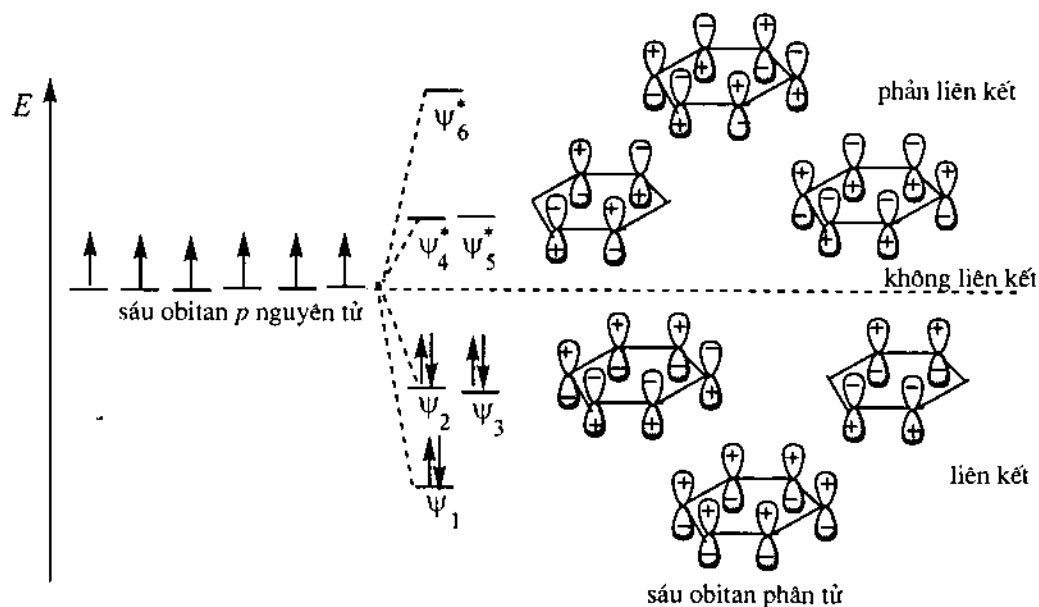 E
ψ*6
phản liên kết
ψ*4 ψ*5
không liên kết
sáu obitan p nguyên tử
ψ2 ψ3
ψ1
liên kết
sáu obitan phân tử